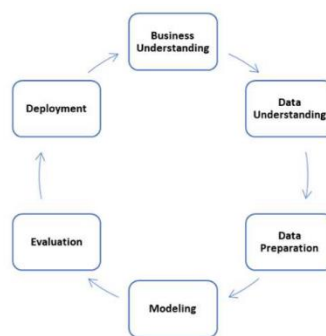 Business
Understanding
Data
Understanding
Data
Preparation
Modeling
Evaluation
Deployment